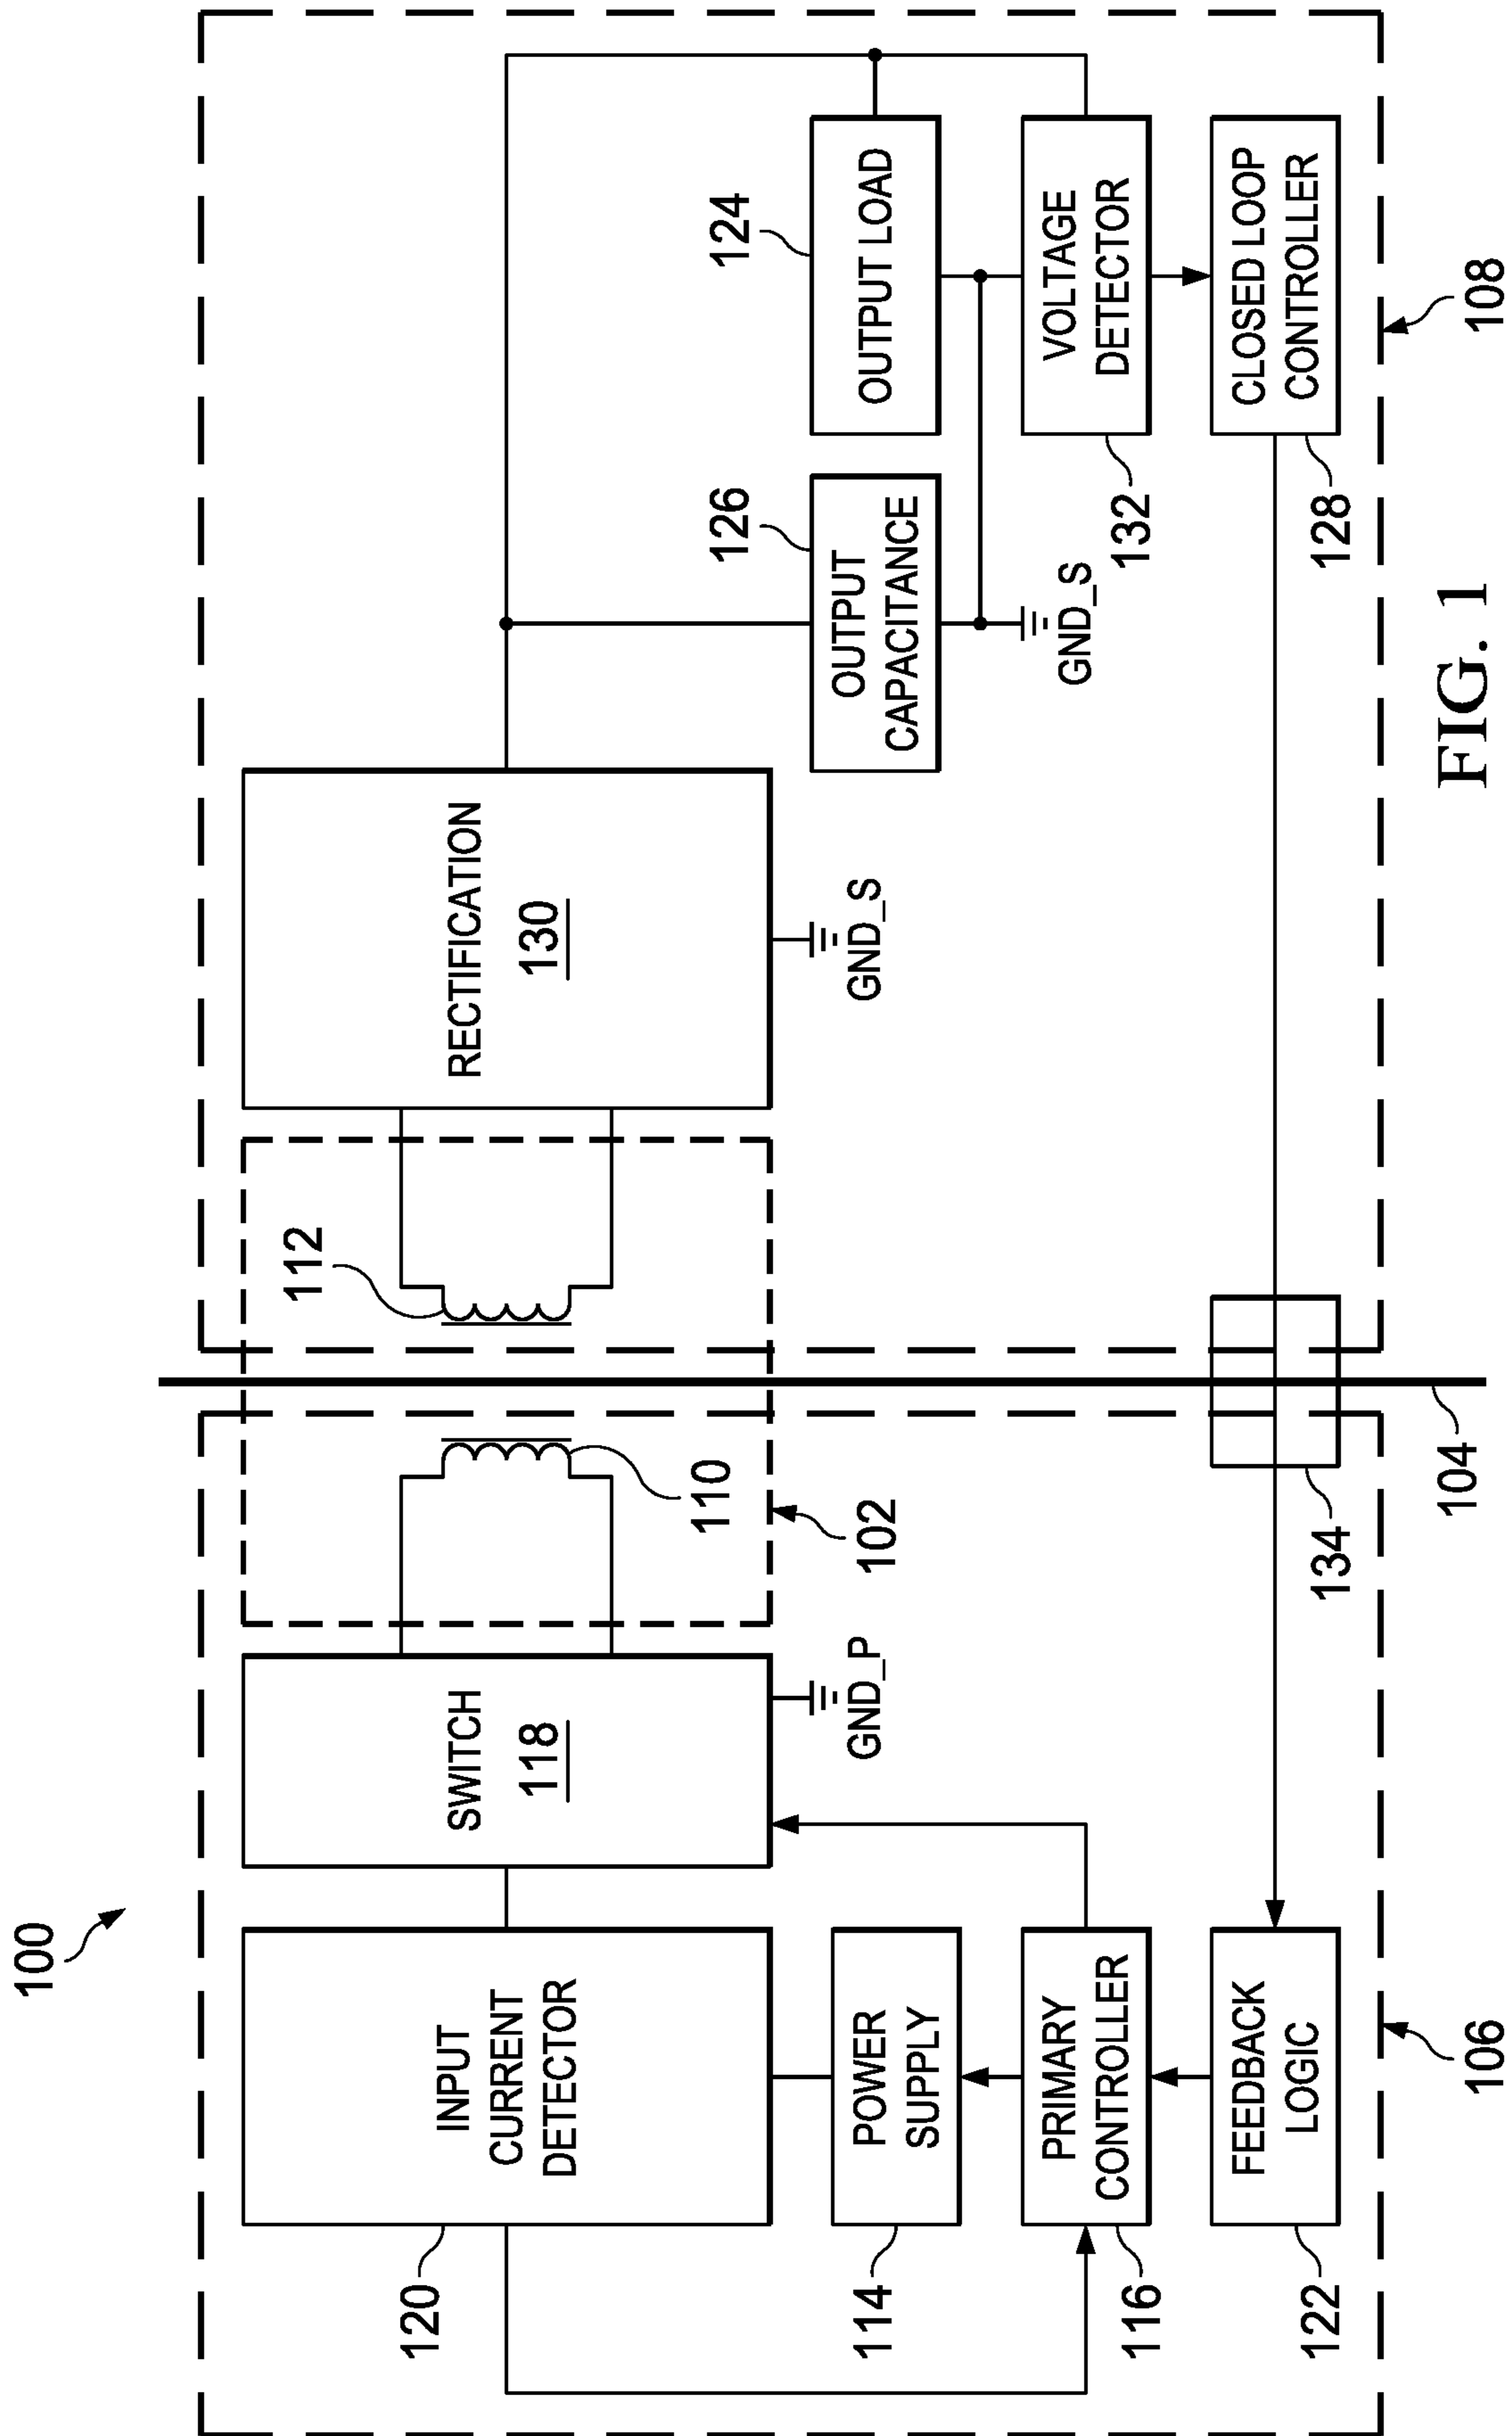 100
INPUT
CURRENT
DETECTOR
120
SWITCH
118
GND_P
110
102
112
RECTIFICATION
130
GND_S
POWER
SUPPLY
114
PRIMARY
CONTROLLER
116
FEEDBACK
LOGIC
122
106
134
104
OUTPUT
CAPACITANCE
126
GND_S
OUTPUT LOAD
124
VOLTAGE
DETECTOR
132
CLOSED LOOP
CONTROLLER
128
108
FIG. 1